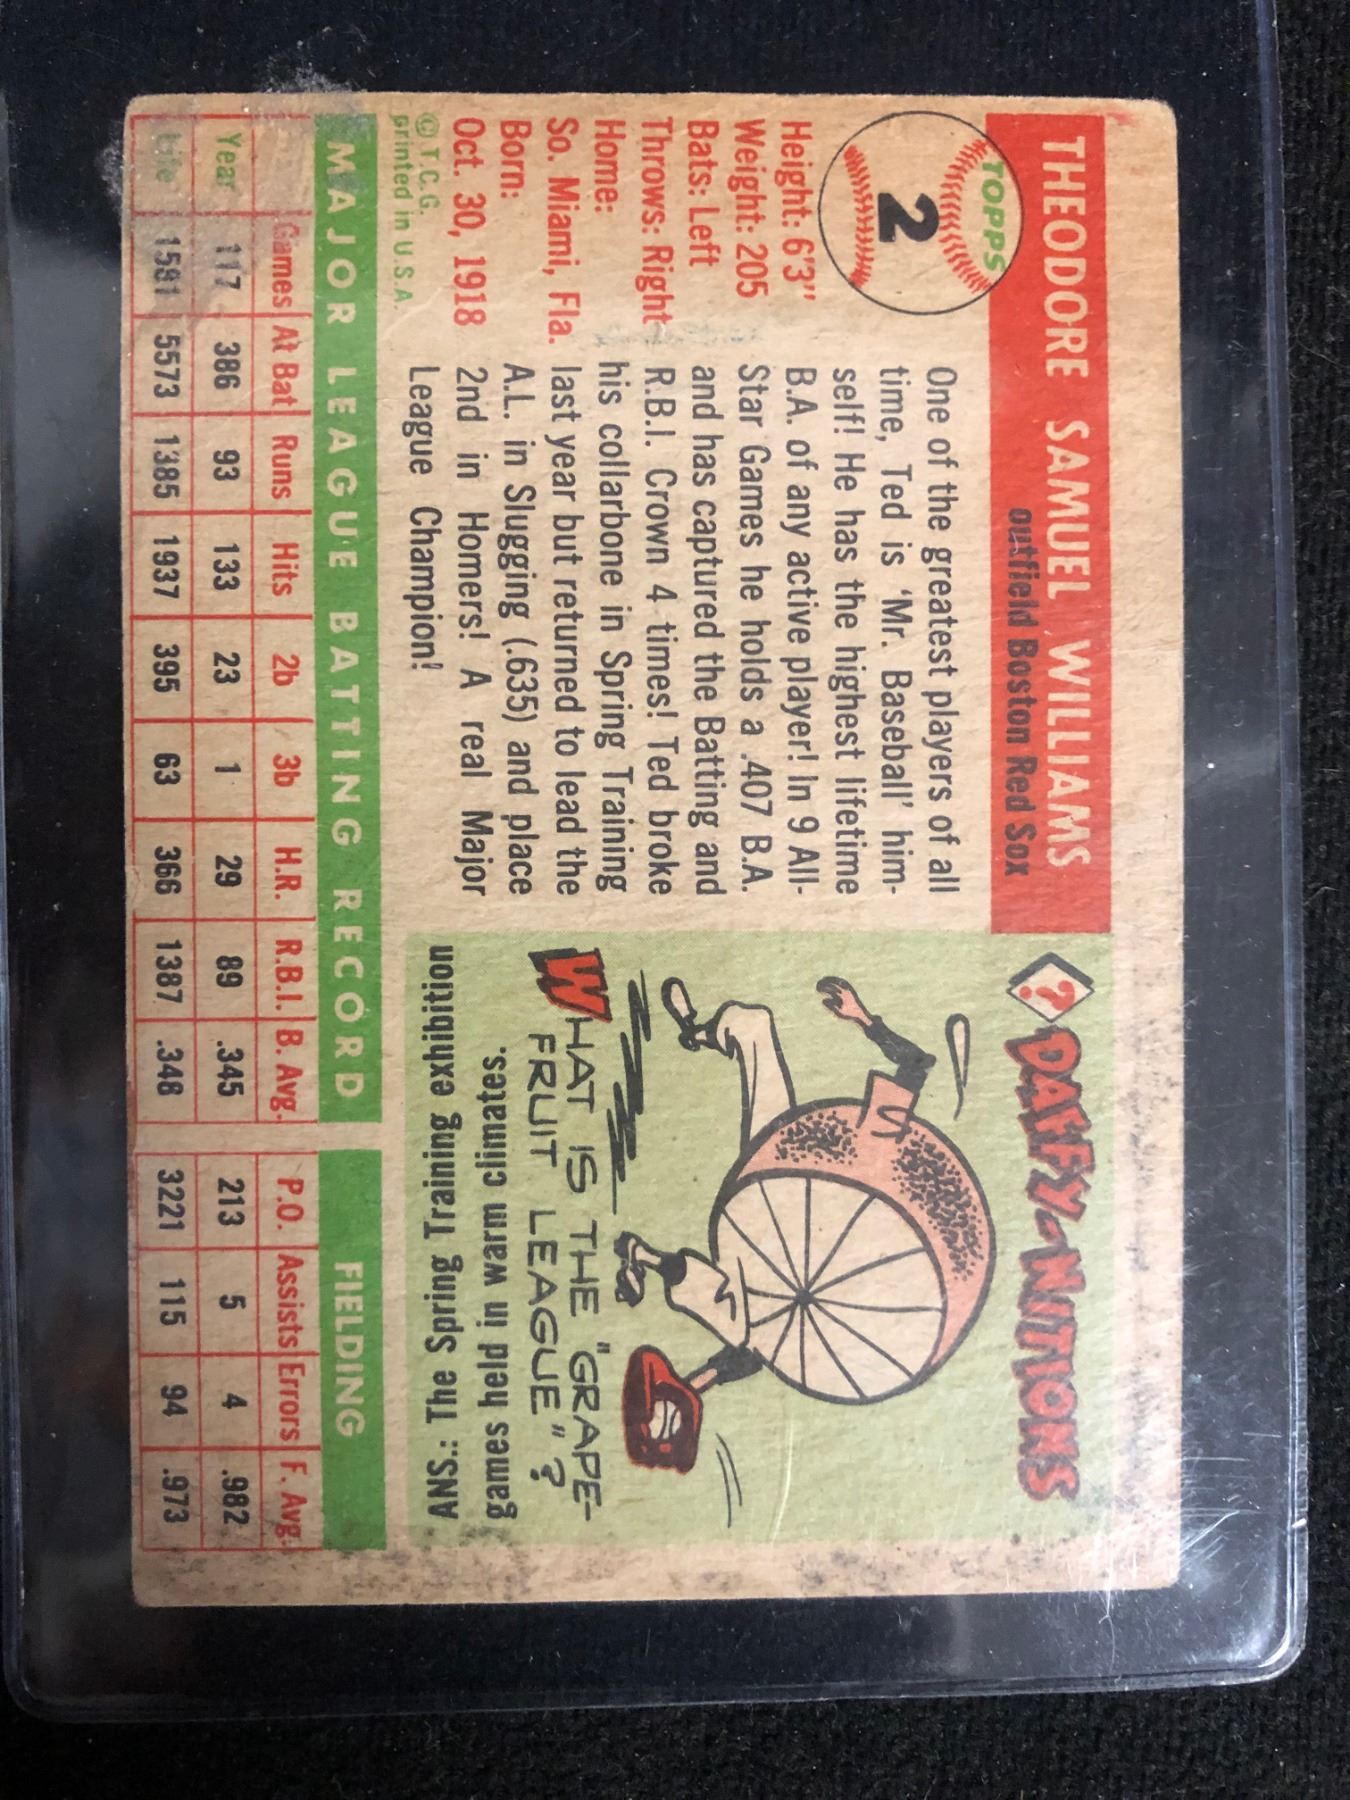 THEODORE SAMUEL WILLIAMS
outfield Boston Red Sox
TOPPS
2
Height: 6'3"
Weight: 205
Bats: Left
Throws: Right
Home:
So. Miami, Fla.
Born:
Oct. 30, 1918
© T.C.G.
printed in U.S.A.
One of the greatest players of all
time, Ted is 'Mr. Baseball' him-
self! He has the highest lifetime
B.A. of any active player! In 9 All-
Star Games he holds a .407 B.A.
and has captured the Batting and
R.B.I. Crown 4 times! Ted broke
his collarbone in Spring Training
last year but returned to lead the
A.L. in Slugging (.635) and place
2nd in Homers! A real Major
League Champion!
? DAFFY-NITIONS
WHAT IS THE "GRAPE-
FRUIT LEAGUE"?
ANS.: The Spring Training exhibition
games held in warm climates.
MAJOR LEAGUE BATTING RECORD FIELDING
Games At Bat Runs Hits 2b 3b H.R. R.B.I. B. Avg. P.O. Assists Errors F. Avg.
Year 117 386 93 133 23 1 29 89 .345 213 5 4 .982
Life 1581 5573 1385 1937 395 63 366 1387 .348 3221 115 94 .973